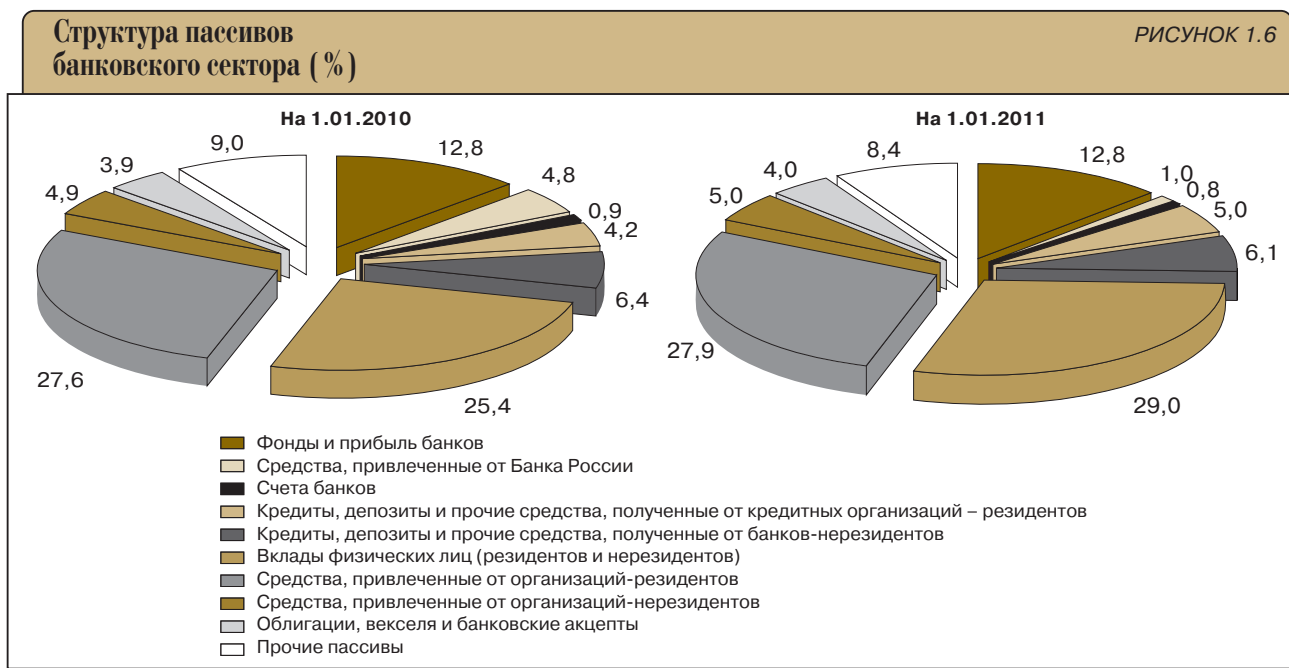 Структура пассивов
банковского сектора (%)
РИСУНОК 1.6
На 1.01.2010
9,0
12,8
3,9
4,8
4,9
0,9
4,2
6,4
27,6
25,4
На 1.01.2011
8,4
12,8
4,0
1,0
0,8
5,0
5,0
6,1
27,9
29,0
Фонды и прибыль банков
Средства, привлеченные от Банка России
Счета банков
Кредиты, депозиты и прочие средства, полученные от кредитных организаций – резидентов
Кредиты, депозиты и прочие средства, полученные от банков-нерезидентов
Вклады физических лиц (резидентов и нерезидентов)
Средства, привлеченные от организаций-резидентов
Средства, привлеченные от организаций-нерезидентов
Облигации, векселя и банковские акцепты
Прочие пассивы